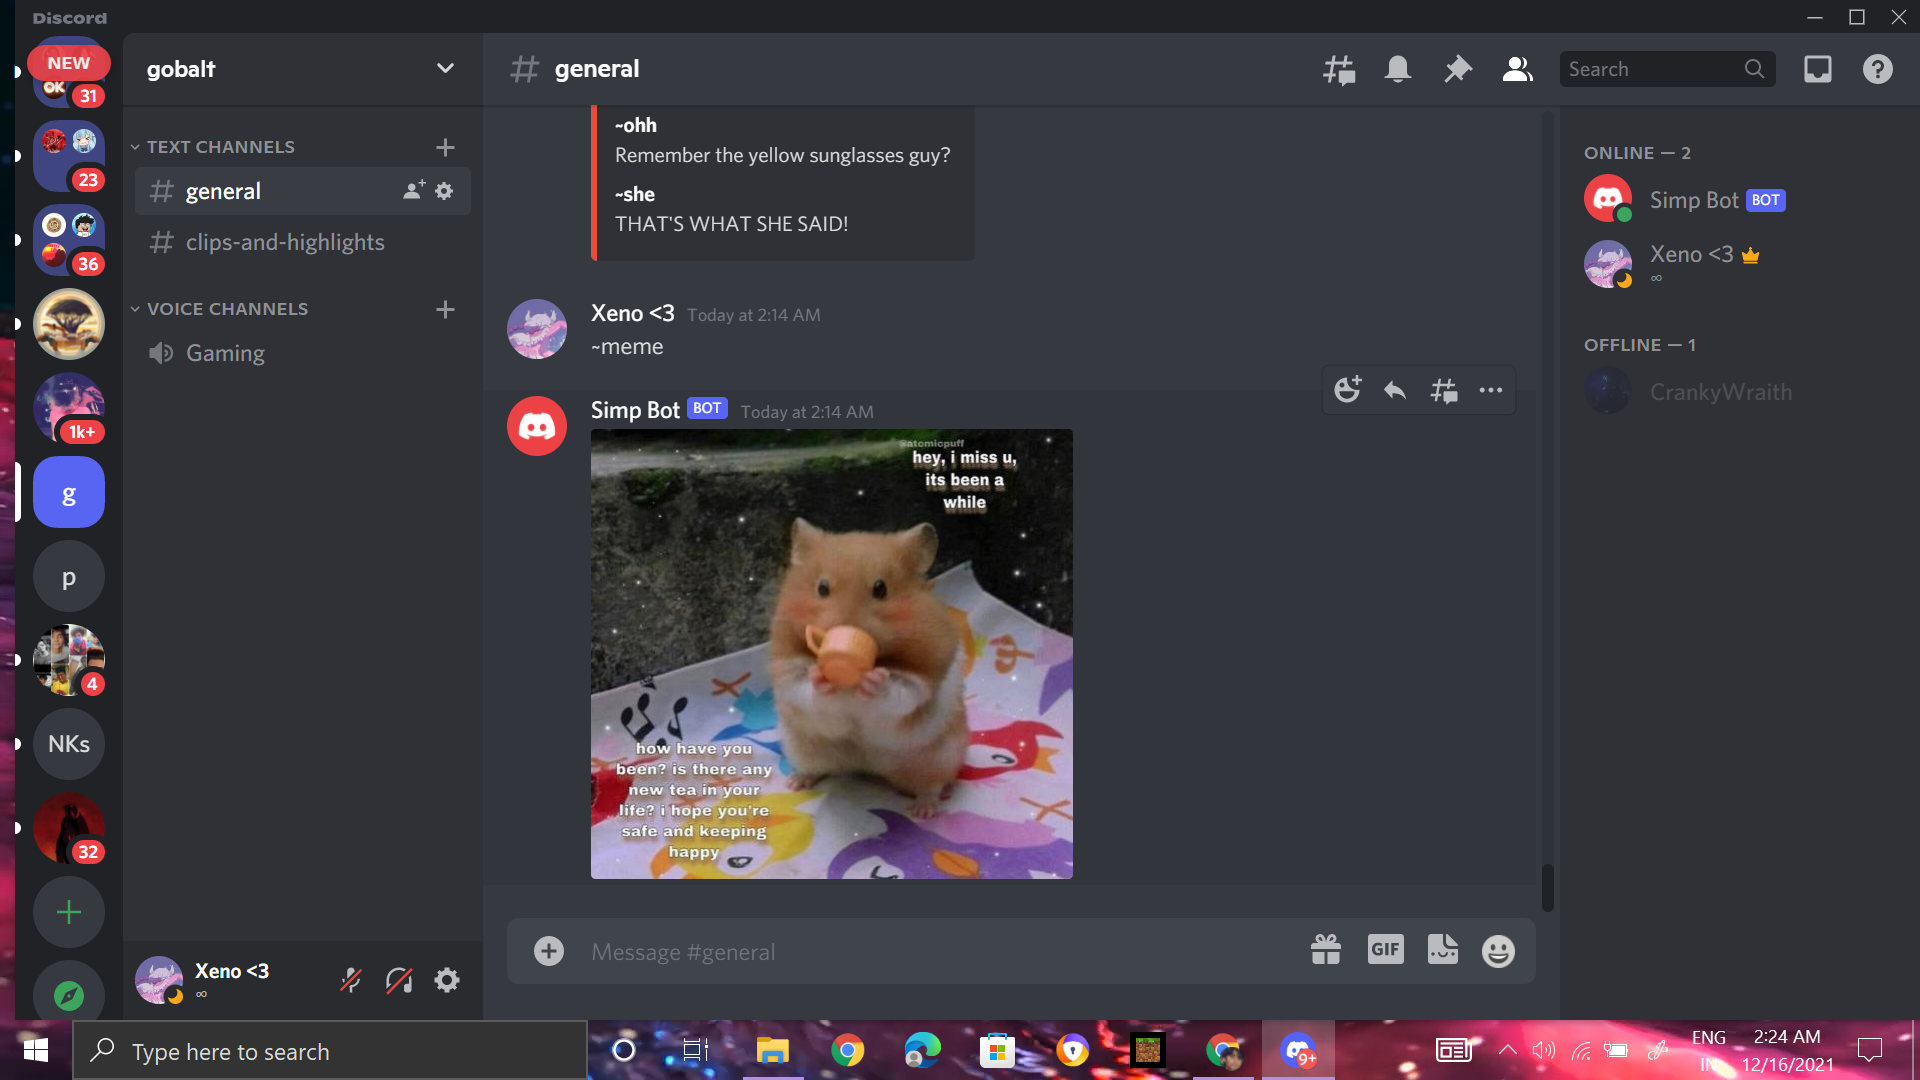 Discord
NEW
OK
31
23
36
1k+
g
p
4
NKs
32
gobalt
TEXT CHANNELS
general
clips-and-highlights
VOICE CHANNELS
Gaming
Xeno <3
∞
general
Search
~ohh
Remember the yellow sunglasses guy?
~she
THAT'S WHAT SHE SAID!
Xeno <3 Today at 2:14 AM
~meme
Simp Bot BOT Today at 2:14 AM
@atomicpuff
hey, i miss u,
its been a
while
how have you
been? is there any
new tea in your
life? i hope you're
safe and keeping
happy
Message #general
GIF
ONLINE — 2
Simp Bot BOT
Xeno <3
∞
OFFLINE — 1
CrankyWraith
Type here to search
9+
ENG
IN
2:24 AM
12/16/2021